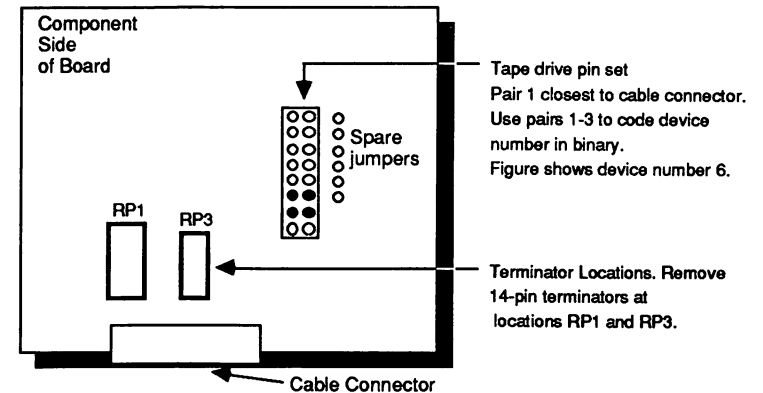 Component
Side
of Board
Tape drive pin set
Pair 1 closest to cable connector.
Use pairs 1-3 to code device
number in binary.
Figure shows device number 6.
Spare
jumpers
RP1
RP3
Terminator Locations. Remove
14-pin terminators at
locations RP1 and RP3.
Cable Connector